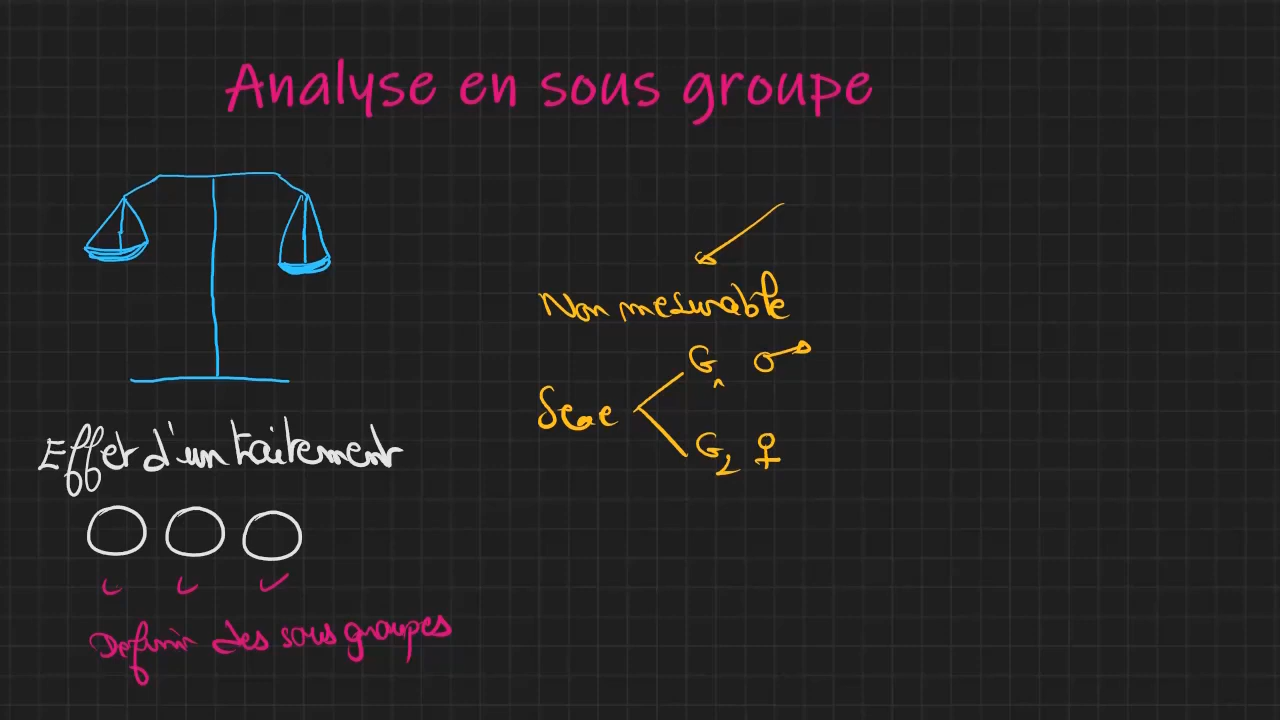 Analyse en sous groupe
Effet d'un traitement
Definir des sous groupes
Non mesurable
Sexe
G1 ♂
G2 ♀